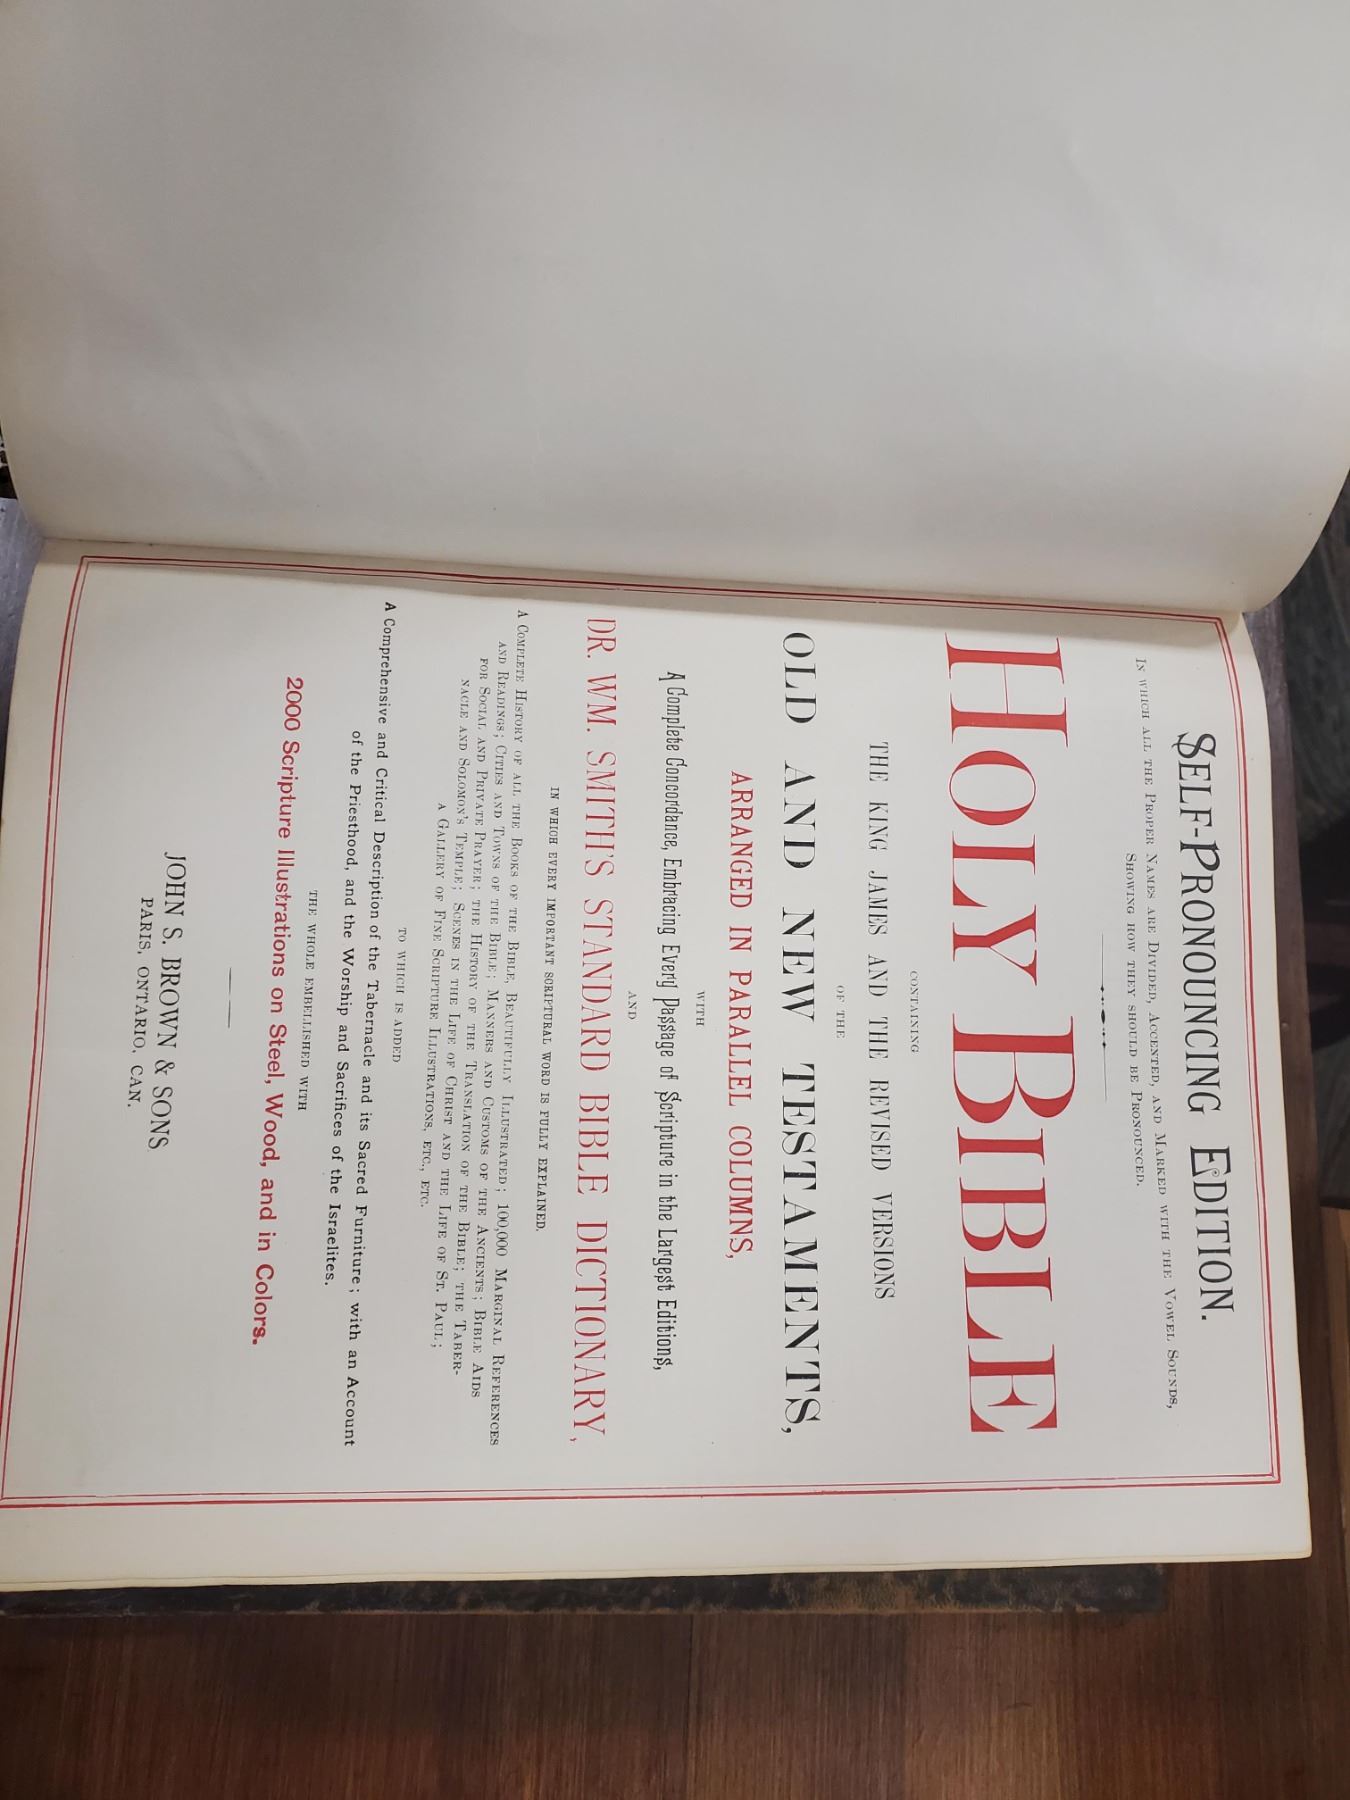 SELF-PRONOUNCING EDITION.
IN WHICH ALL THE PROPER NAMES ARE DIVIDED, ACCENTED, AND MARKED WITH THE VOWEL SOUNDS,
SHOWING HOW THEY SHOULD BE PRONOUNCED.
HOLY BIBLE
CONTAINING
THE KING JAMES AND THE REVISED VERSIONS
OF THE
OLD AND NEW TESTAMENTS,
ARRANGED IN PARALLEL COLUMNS,
WITH
A Complete Concordance, Embracing Every Passage of Scripture in the Largest Editions,
AND
DR. WM. SMITH'S STANDARD BIBLE DICTIONARY,
IN WHICH EVERY IMPORTANT SCRIPTURAL WORD IS FULLY EXPLAINED.
A COMPLETE HISTORY OF ALL THE BOOKS OF THE BIBLE, BEAUTIFULLY ILLUSTRATED; 100,000 MARGINAL REFERENCES
AND READINGS; CITIES AND TOWNS OF THE BIBLE; MANNERS AND CUSTOMS OF THE ANCIENTS; BIBLE AIDS
FOR SOCIAL AND PRIVATE PRAYER; THE HISTORY OF THE TRANSLATION OF THE BIBLE; THE TABER-
NACLE AND SOLOMON'S TEMPLE; SCENES IN THE LIFE OF CHRIST AND THE LIFE OF ST. PAUL;
A GALLERY OF FINE SCRIPTURE ILLUSTRATIONS, ETC., ETC.
TO WHICH IS ADDED
A Comprehensive and Critical Description of the Tabernacle and its Sacred Furniture; with an Account
of the Priesthood, and the Worship and Sacrifices of the Israelites.
THE WHOLE EMBELLISHED WITH
2000 Scripture Illustrations on Steel, Wood, and in Colors.
JOHN S. BROWN & SONS
PARIS, ONTARIO, CAN.